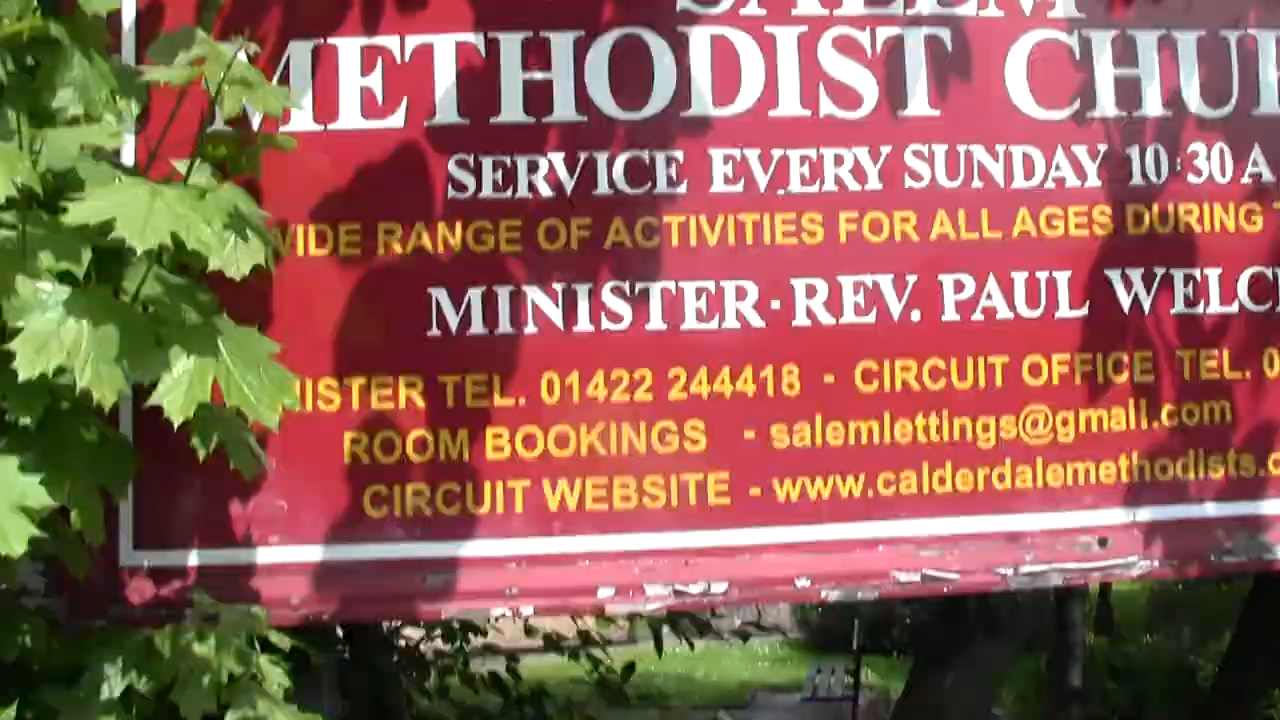 SALEM
METHODIST CHU
SERVICE EVERY SUNDAY 10:30 A
WIDE RANGE OF ACTIVITIES FOR ALL AGES DURING
MINISTER-REV. PAUL WELC
NISTER TEL. 01422 244418 - CIRCUIT OFFICE TEL. 0
ROOM BOOKINGS - salemlettings@gmail.com
CIRCUIT WEBSITE - www.calderdalemethodists.